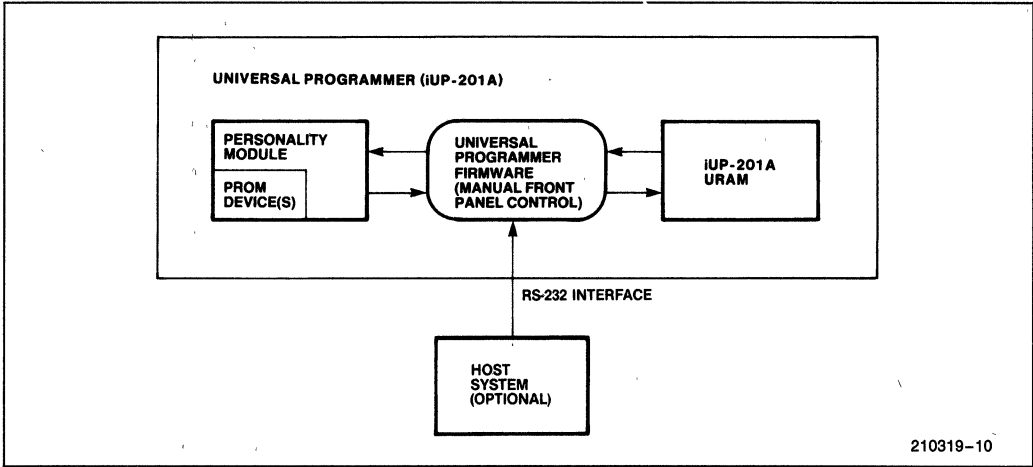 UNIVERSAL PROGRAMMER (iUP-201A)
PERSONALITY
MODULE
PROM
DEVICE(S)
UNIVERSAL
PROGRAMMER
FIRMWARE
(MANUAL FRONT
PANEL CONTROL)
iUP-201A
URAM
RS-232 INTERFACE
HOST
SYSTEM
(OPTIONAL)
210319-10